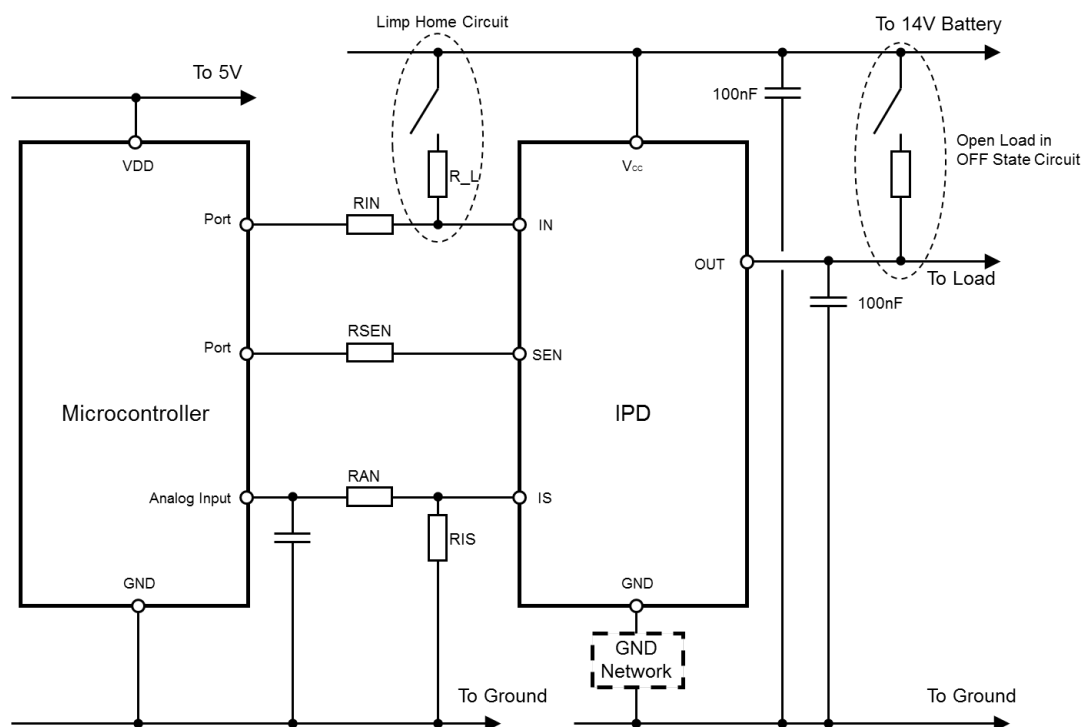 Limp Home Circuit
To 14V Battery
To 5V
100nF
VDD
R_L
Vcc
Open Load in
OFF State Circuit
Port
RIN
IN
OUT
To Load
100nF
Port
RSEN
SEN
Microcontroller
IPD
RAN
Analog Input
IS
RIS
GND
GND
GND
Network
To Ground
To Ground